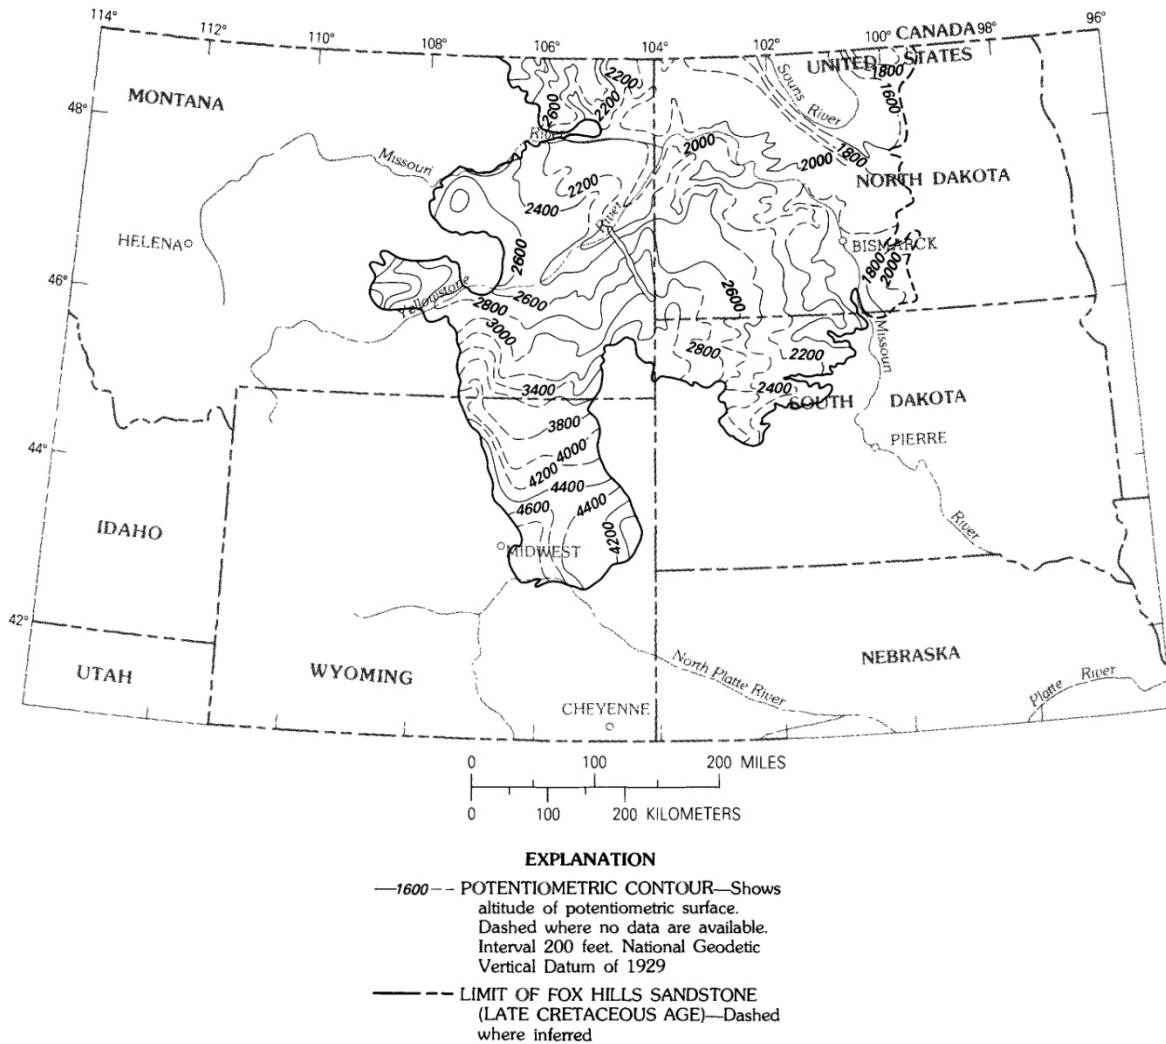 114°
112°
110°
108°
106°
104°
102°
100°
98°
96°
CANADA
UNITED STATES
MONTANA
48°
46°
44°
42°
Missouri
River
Souris River
2200
2200
2600
1800
1600
2000
2000
1800
NORTH DAKOTA
2200
2400
River
HELENA
BISMARCK
2600
1800
2000
Yellowstone
2600
2800
3000
2600
2800
2200
2400
Missouri
3400
SOUTH DAKOTA
3800
4000
4200
PIERRE
4400
4600
4400
4200
River
IDAHO
MIDWEST
UTAH
WYOMING
North Platte River
NEBRASKA
Platte River
CHEYENNE
0 100 200 MILES
0 100 200 KILOMETERS
EXPLANATION
—1600-- POTENTIOMETRIC CONTOUR—Shows
altitude of potentiometric surface.
Dashed where no data are available.
Interval 200 feet. National Geodetic
Vertical Datum of 1929
LIMIT OF FOX HILLS SANDSTONE
(LATE CRETACEOUS AGE)—Dashed
where inferred